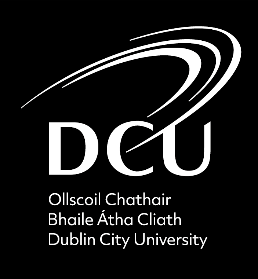 DCU
Ollscoil Chathair
Bhaile Átha Cliath
Dublin City University